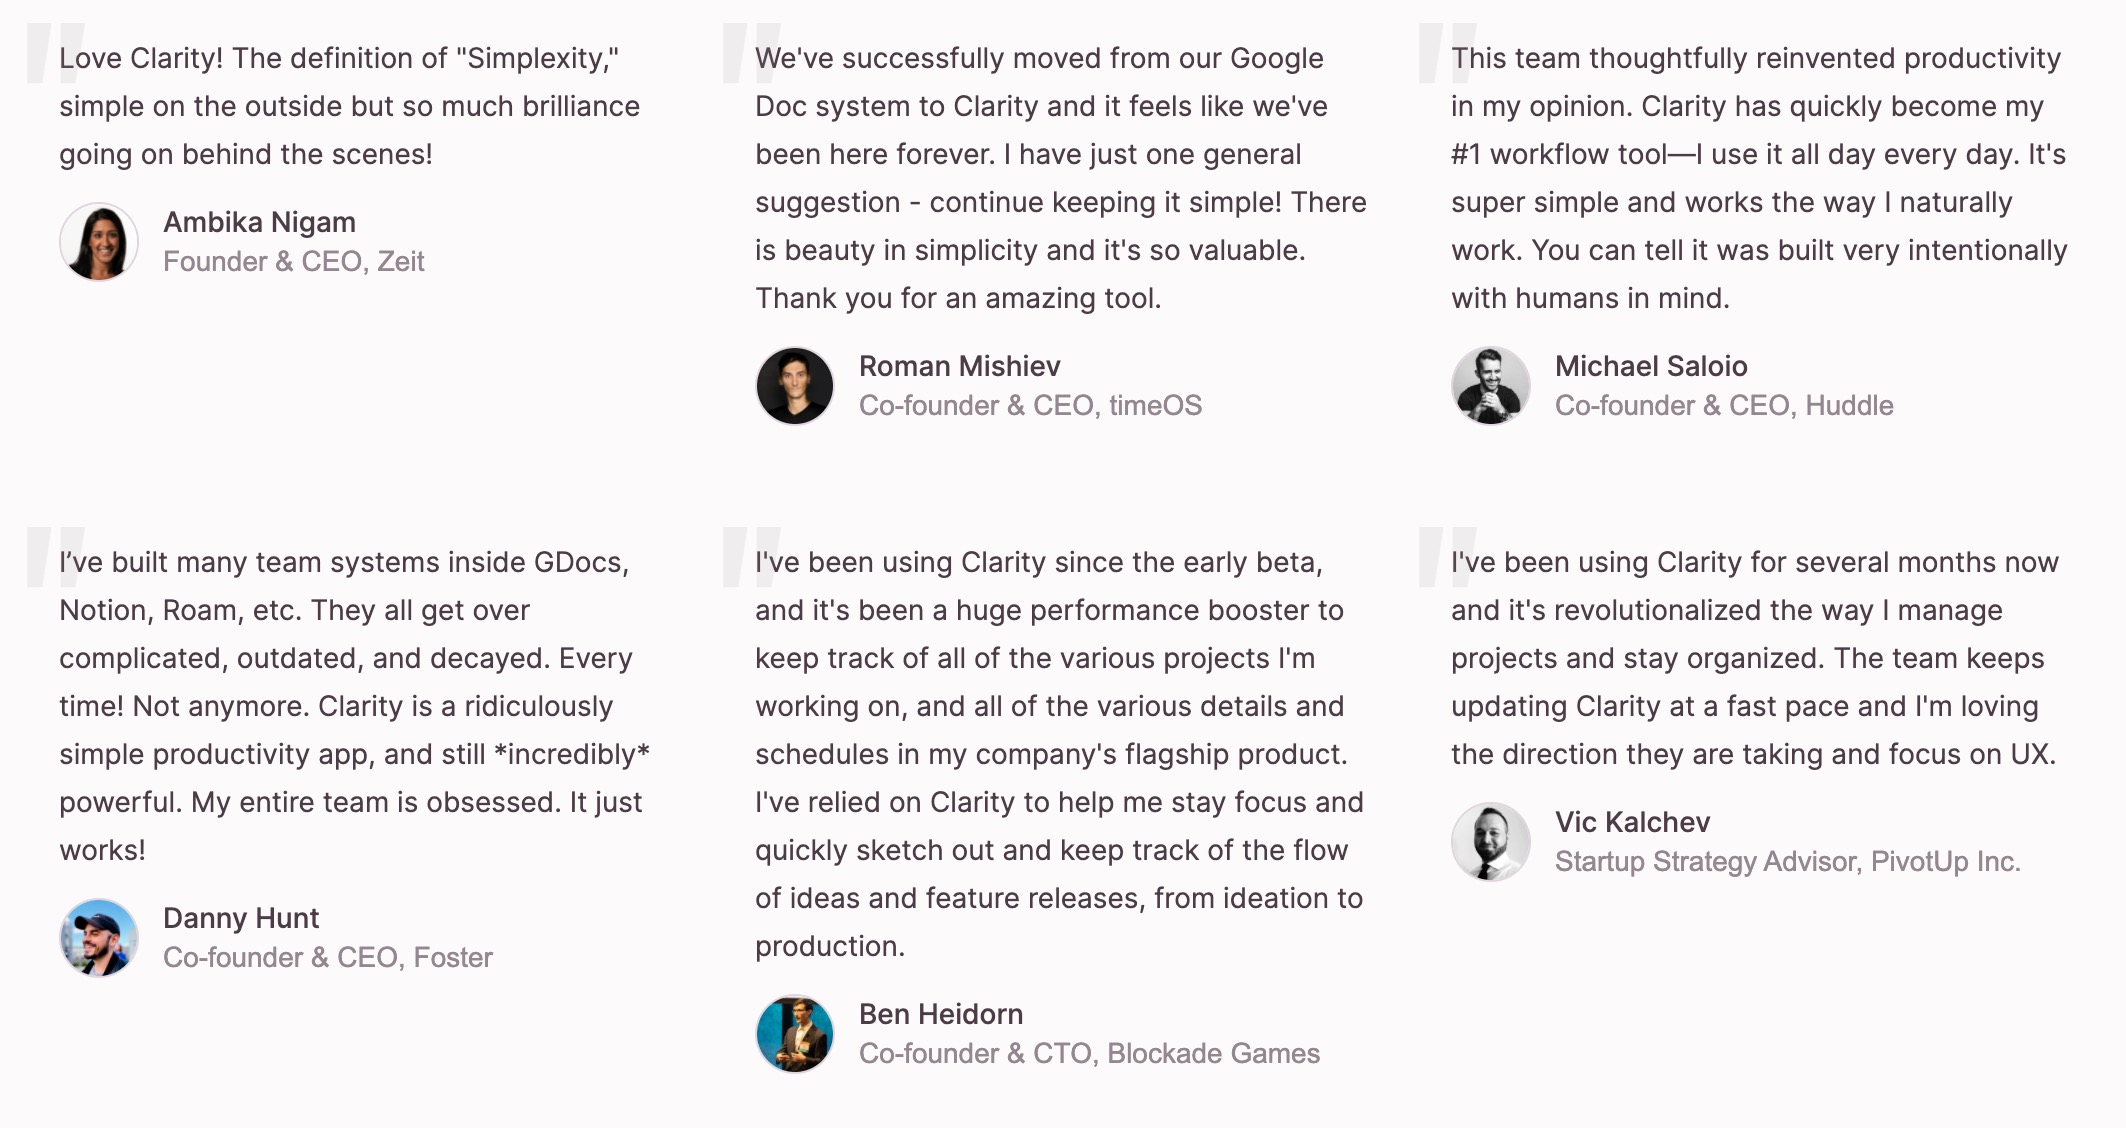 Love Clarity! The definition of "Simplexity,"
simple on the outside but so much brilliance
going on behind the scenes!
Ambika Nigam
Founder & CEO, Zeit
We've successfully moved from our Google
Doc system to Clarity and it feels like we've
been here forever. I have just one general
suggestion - continue keeping it simple! There
is beauty in simplicity and it's so valuable.
Thank you for an amazing tool.
Roman Mishiev
Co-founder & CEO, timeOS
This team thoughtfully reinvented productivity
in my opinion. Clarity has quickly become my
#1 workflow tool—I use it all day every day. It's
super simple and works the way I naturally
work. You can tell it was built very intentionally
with humans in mind.
Michael Saloio
Co-founder & CEO, Huddle
I’ve built many team systems inside GDocs,
Notion, Roam, etc. They all get over
complicated, outdated, and decayed. Every
time! Not anymore. Clarity is a ridiculously
simple productivity app, and still *incredibly*
powerful. My entire team is obsessed. It just
works!
Danny Hunt
Co-founder & CEO, Foster
I've been using Clarity since the early beta,
and it's been a huge performance booster to
keep track of all of the various projects I'm
working on, and all of the various details and
schedules in my company's flagship product.
I've relied on Clarity to help me stay focus and
quickly sketch out and keep track of the flow
of ideas and feature releases, from ideation to
production.
Ben Heidorn
Co-founder & CTO, Blockade Games
I've been using Clarity for several months now
and it's revolutionalized the way I manage
projects and stay organized. The team keeps
updating Clarity at a fast pace and I'm loving
the direction they are taking and focus on UX.
Vic Kalchev
Startup Strategy Advisor, PivotUp Inc.